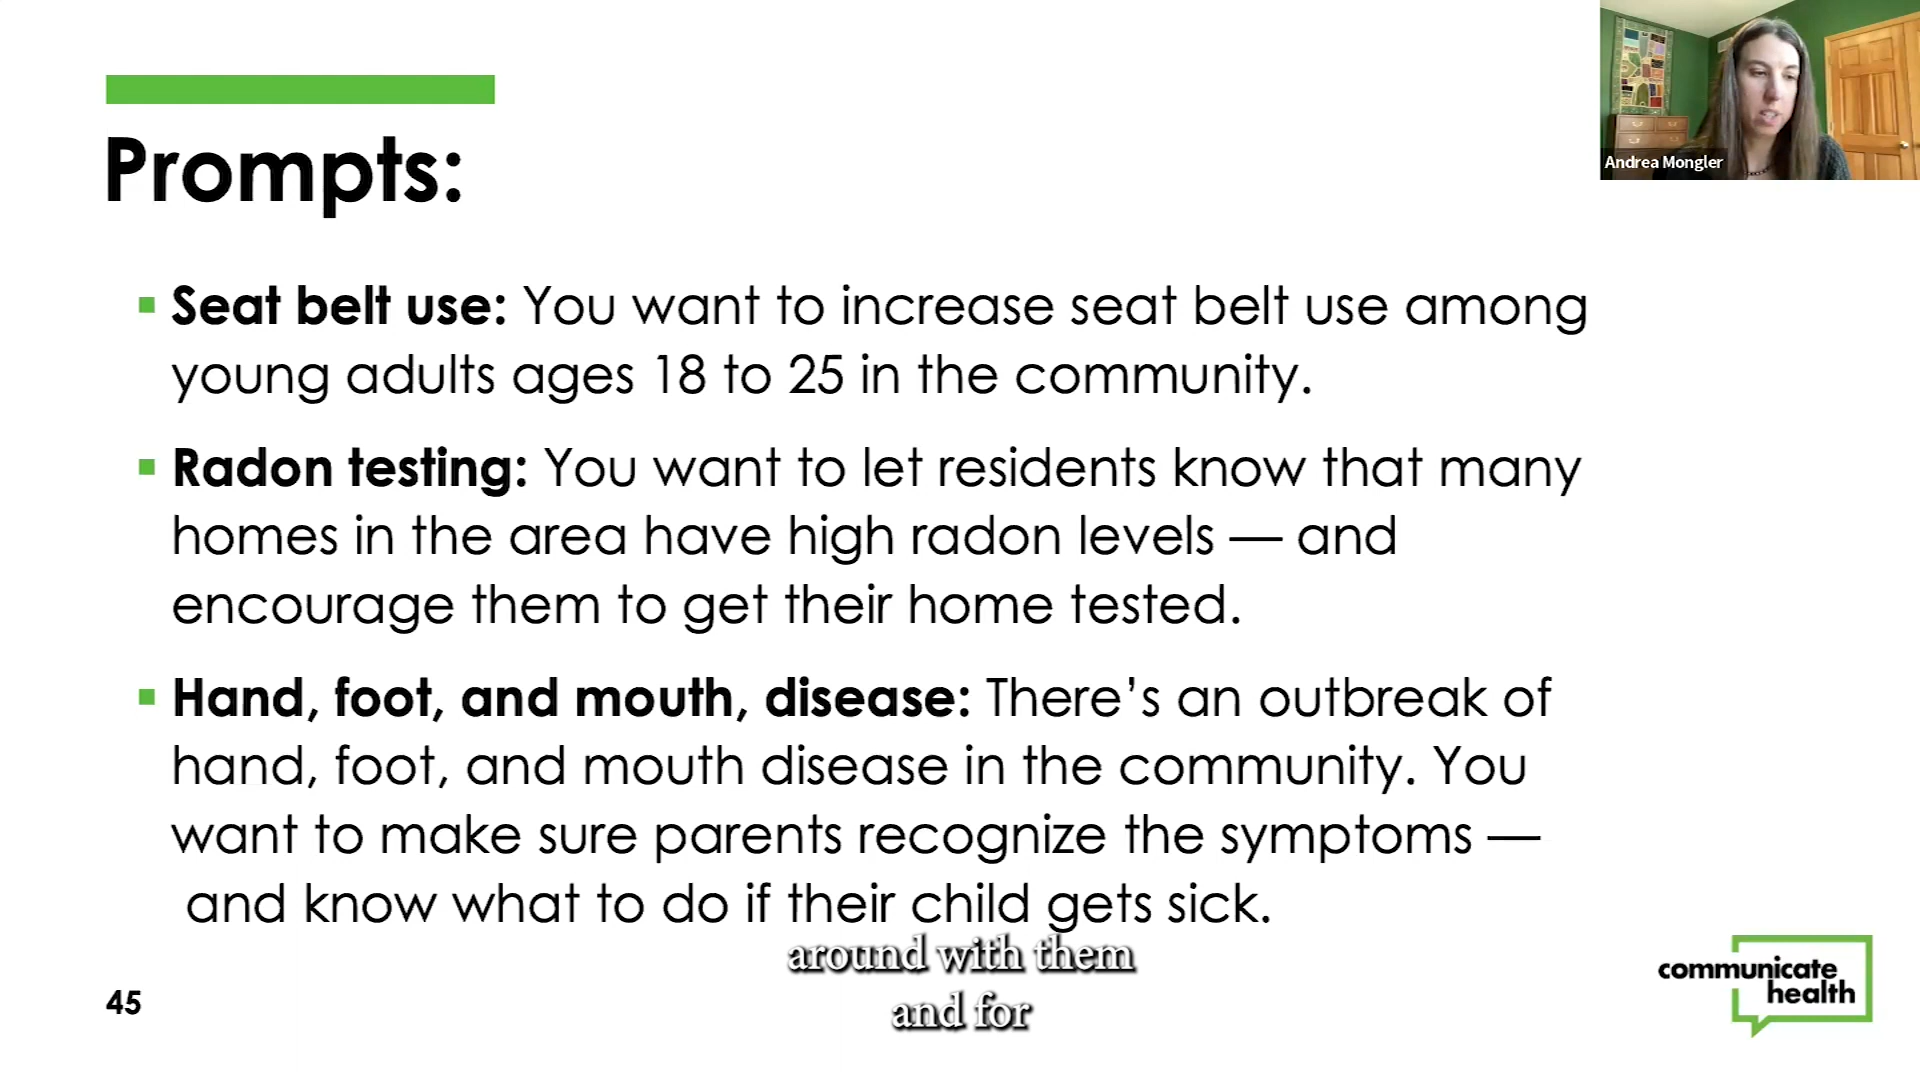 Prompts:
Andrea Mongler
▪ Seat belt use: You want to increase seat belt use among
young adults ages 18 to 25 in the community.
▪ Radon testing: You want to let residents know that many
homes in the area have high radon levels — and
encourage them to get their home tested.
▪ Hand, foot, and mouth, disease: There’s an outbreak of
hand, foot, and mouth disease in the community. You
want to make sure parents recognize the symptoms —
and know what to do if their child gets sick.
around with them
and for
45
communicate
health